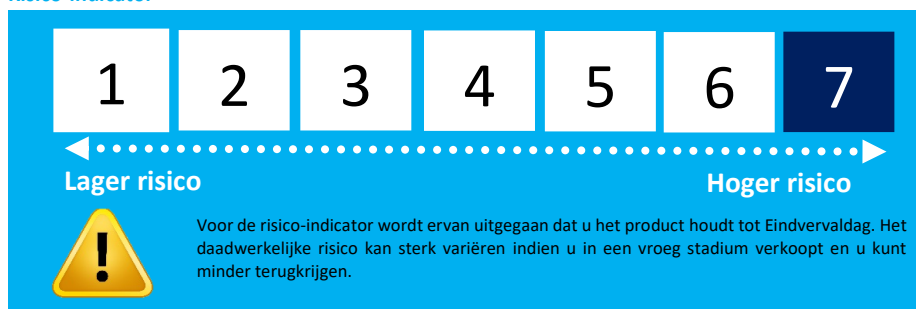 1 2 3 4 5 6 7
Lager risico Hoger risico
Voor de risico-indicator wordt ervan uitgegaan dat u het product houdt tot Eindvervaldag. Het
daadwerkelijke risico kan sterk variëren indien u in een vroeg stadium verkoopt en u kunt
minder terugkrijgen.